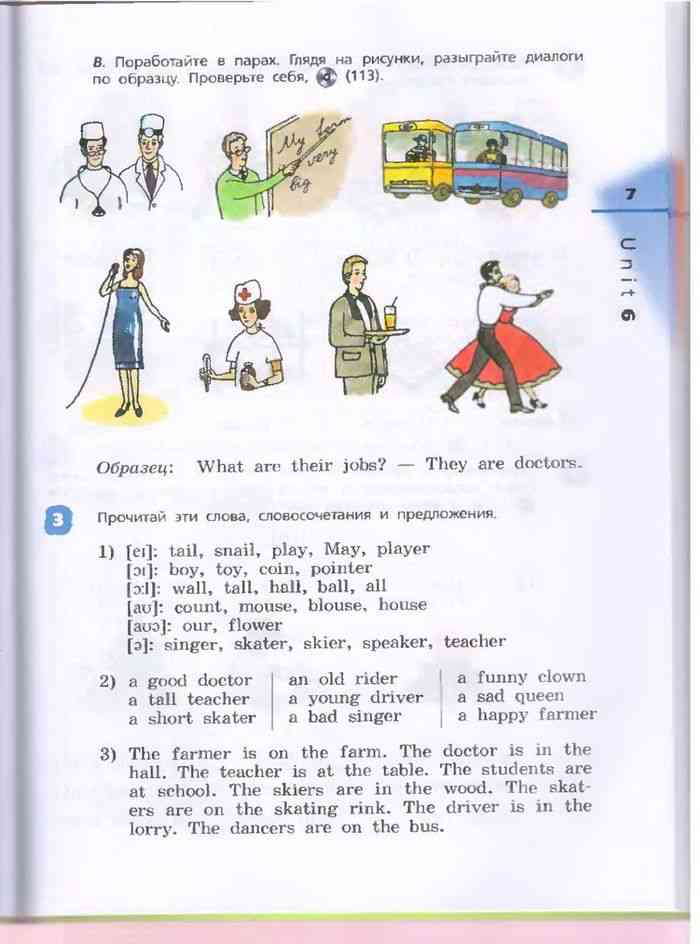 В. Поработайте в парах. Глядя на рисунки, разыграйте диалоги
по образцу. Проверьте себя, (113).
My farm
very
big
7
Unit 6
Образец: What are their jobs? — They are doctors.
3
Прочитай эти слова, словосочетания и предложения.
1) [eɪ]: tail, snail, play, May, player
[ɔɪ]: boy, toy, coin, pointer
[ɔ:l]: wall, tall, hall, ball, all
[aʊ]: count, mouse, blouse, house
[aʊə]: our, flower
[ə]: singer, skater, skier, speaker, teacher
2) a good doctor an old rider a funny clown
a tall teacher a young driver a sad queen
a short skater a bad singer a happy farmer
3) The farmer is on the farm. The doctor is in the
hall. The teacher is at the table. The students are
at school. The skiers are in the wood. The skat-
ers are on the skating rink. The driver is in the
lorry. The dancers are on the bus.